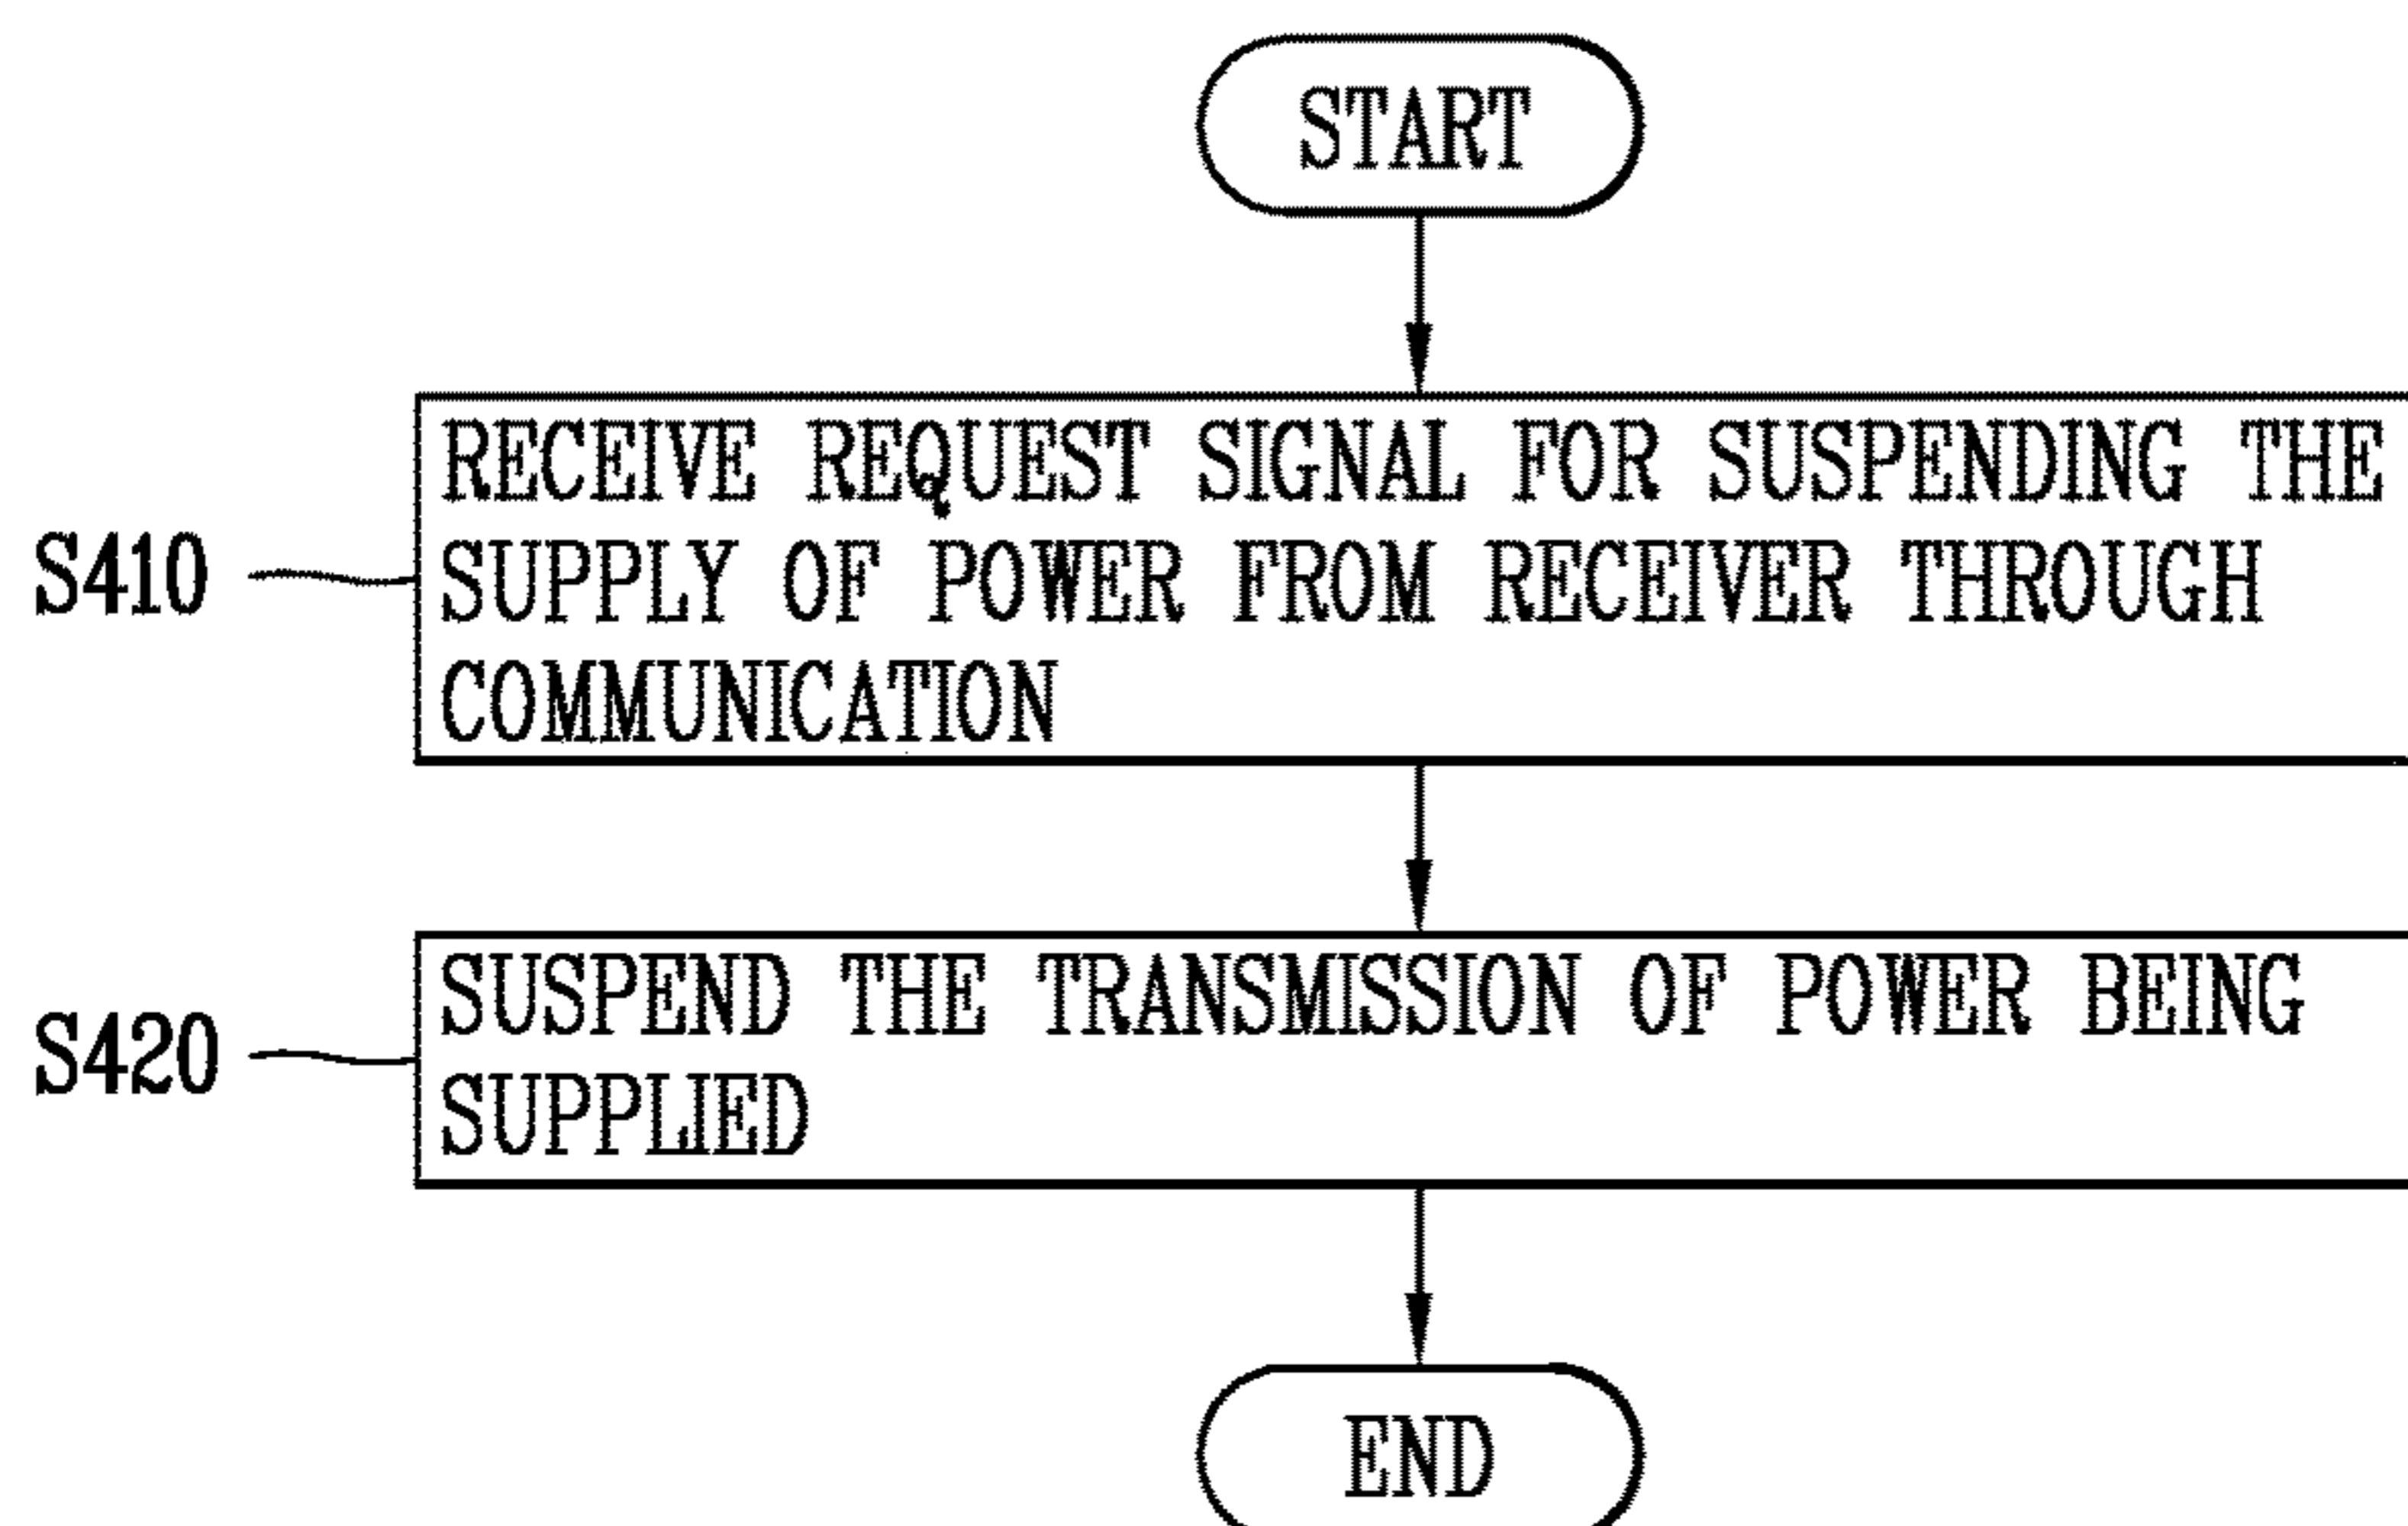 START
RECEIVE REQUEST SIGNAL FOR SUSPENDING THE
SUPPLY OF POWER FROM RECEIVER THROUGH
COMMUNICATION
S410
SUSPEND THE TRANSMISSION OF POWER BEING
SUPPLIED
S420
END